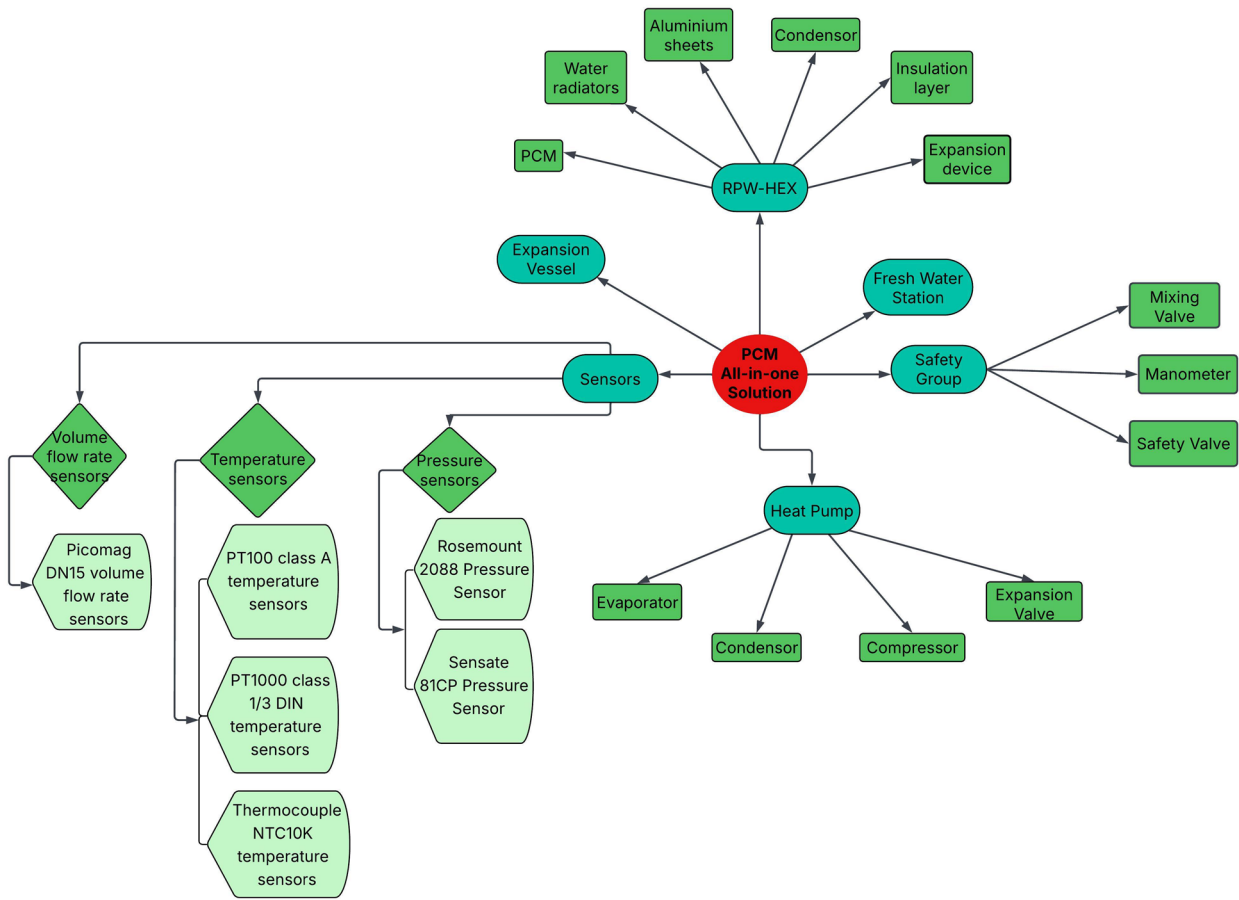 Aluminium
sheets
Condensor
Water
radiators
Insulation
layer
PCM
Expansion
device
RPW-HEX
Expansion
Vessel
Fresh Water
Station
Mixing
Valve
PCM
All-in-one
Solution
Sensors
Safety
Group
Manometer
Safety Valve
Volume
flow rate
sensors
Temperature
sensors
Pressure
sensors
Heat Pump
Picomag
DN15 volume
flow rate
sensors
PT100 class A
temperature
sensors
Rosemount
2088 Pressure
Sensor
Evaporator
Expansion
Valve
Condensor
Compressor
PT1000 class
1/3 DIN
temperature
sensors
Sensate
81CP Pressure
Sensor
Thermocouple
NTC10K
temperature
sensors